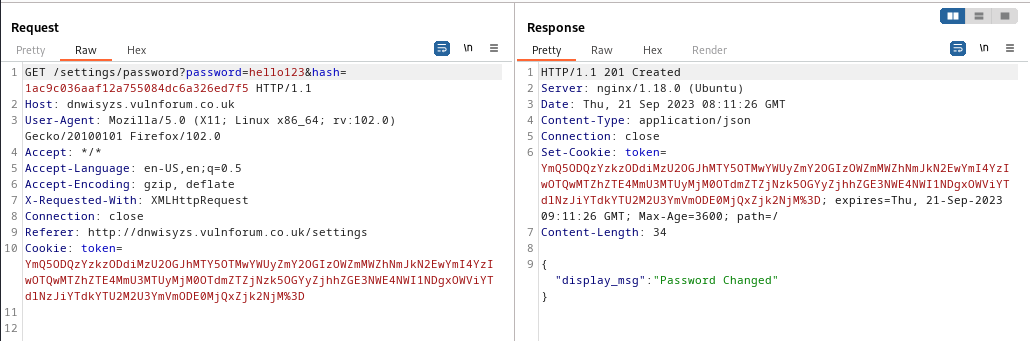 Request
Pretty Raw Hex
\n
1 GET /settings/password?password=hello123&hash=
1ac9c036aaf12a755084dc6a326ed7f5 HTTP/1.1
2 Host: dnwisyzs.vulnforum.co.uk
3 User-Agent: Mozilla/5.0 (X11; Linux x86_64; rv:102.0)
Gecko/20100101 Firefox/102.0
4 Accept: */*
5 Accept-Language: en-US,en;q=0.5
6 Accept-Encoding: gzip, deflate
7 X-Requested-With: XMLHttpRequest
8 Connection: close
9 Referer: http://dnwisyzs.vulnforum.co.uk/settings
10 Cookie: token=
YmQ5ODQzYzkzODdiMzU2OGJhMTY5OTMwYWUyZmY2OGIzOWZmMWZhNmJkN2EwYmI4YzI
wOTQwMTZhZTE4MmU3MTUyMjM0OTdmZTZjNzk5OGYyZjhhZGE3NWE4NWI1NDgxOWViYT
dlNzJiYTdkYTU2M2U3YmVmODE0MjQxZjk2NjM%3D
11
12
Response
Pretty Raw Hex Render
\n
1 HTTP/1.1 201 Created
2 Server: nginx/1.18.0 (Ubuntu)
3 Date: Thu, 21 Sep 2023 08:11:26 GMT
4 Content-Type: application/json
5 Connection: close
6 Set-Cookie: token=
YmQ5ODQzYzkzODdiMzU2OGJhMTY5OTMwYWUyZmY2OGIzOWZmMWZhNmJkN2EwYmI4YzI
wOTQwMTZhZTE4MmU3MTUyMjM0OTdmZTZjNzk5OGYyZjhhZGE3NWE4NWI1NDgxOWViYT
dlNzJiYTdkYTU2M2U3YmVmODE0MjQxZjk2NjM%3D; expires=Thu, 21-Sep-2023
09:11:26 GMT; Max-Age=3600; path=/
7 Content-Length: 34
8
9 {
"display_msg":"Password Changed"
}